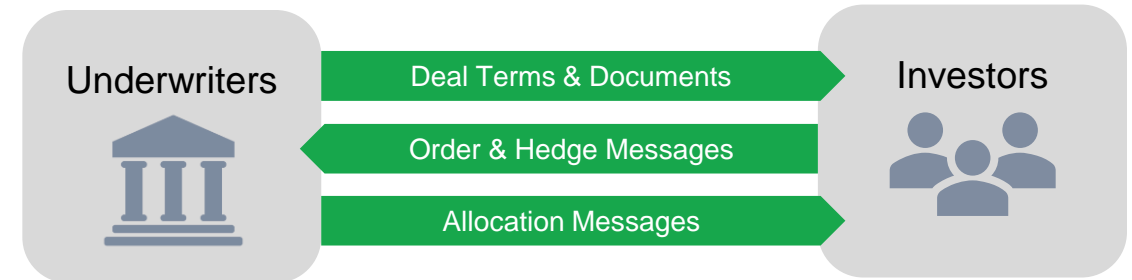 Underwriters
Deal Terms & Documents
Investors
Order & Hedge Messages
Allocation Messages